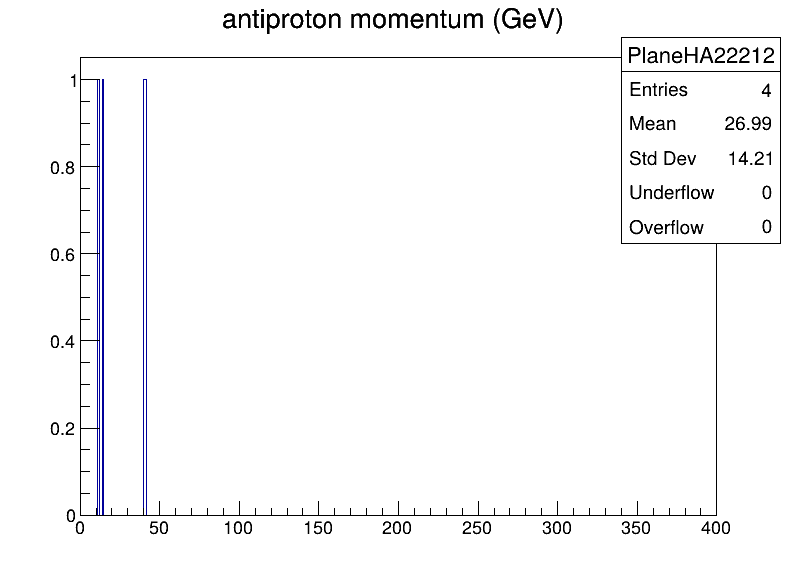 antiproton momentum (GeV)
PlaneHA22212
Entries 4
Mean 26.99
Std Dev 14.21
Underflow 0
Overflow 0
1
0.8
0.6
0.4
0.2
0
0 50 100 150 200 250 300 350 400